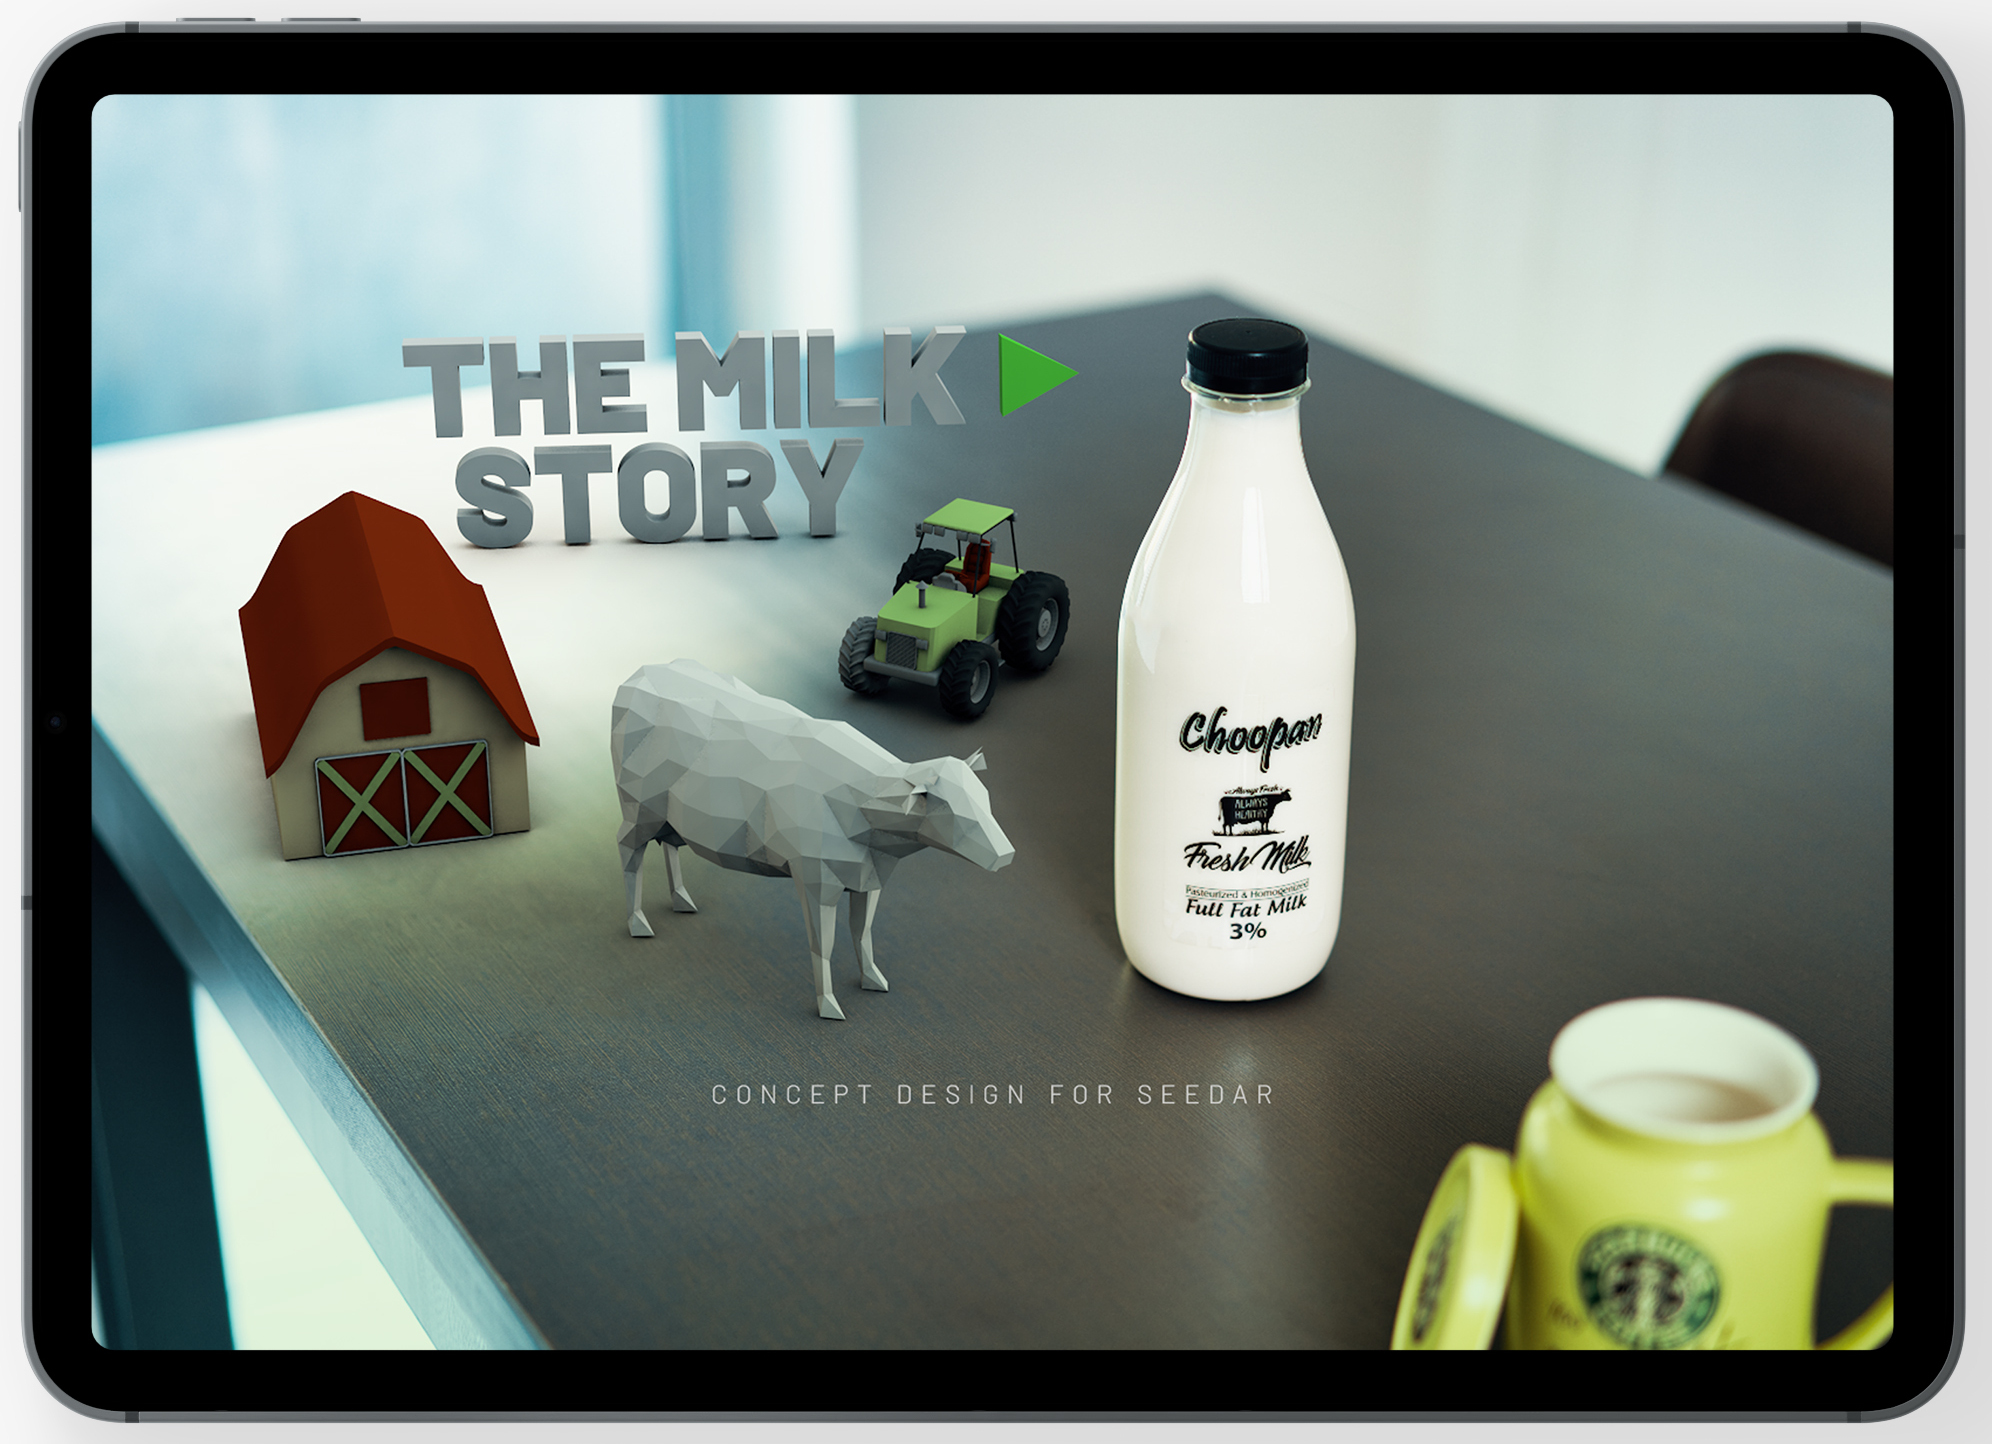 THE MILK
STORY
Choopan
Always Fresh
ALWAYS
HEALTHY
Fresh Milk
Pasteurized & Homogenized
Full Fat Milk
3%
CONCEPT DESIGN FOR SEEDAR